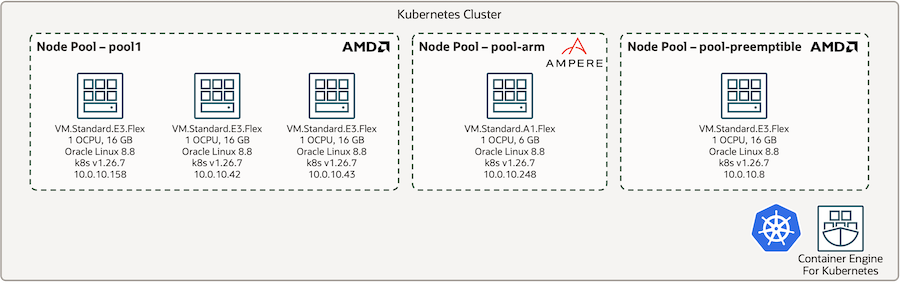 Kubernetes Cluster
Node Pool – pool1
AMD
VM.Standard.E3.Flex
1 OCPU, 16 GB
Oracle Linux 8.8
k8s v1.26.7
10.0.10.158
VM.Standard.E3.Flex
1 OCPU, 16 GB
Oracle Linux 8.8
k8s v1.26.7
10.0.10.42
VM.Standard.E3.Flex
1 OCPU, 16 GB
Oracle Linux 8.8
k8s v1.26.7
10.0.10.43
Node Pool – pool-arm
AMPERE
VM.Standard.A1.Flex
1 OCPU, 6 GB
Oracle Linux 8.8
k8s v1.26.7
10.0.10.248
Node Pool – pool-preemptible
AMD
VM.Standard.E3.Flex
1 OCPU, 16 GB
Oracle Linux 8.8
k8s v1.26.7
10.0.10.8
Container Engine
For Kubernetes